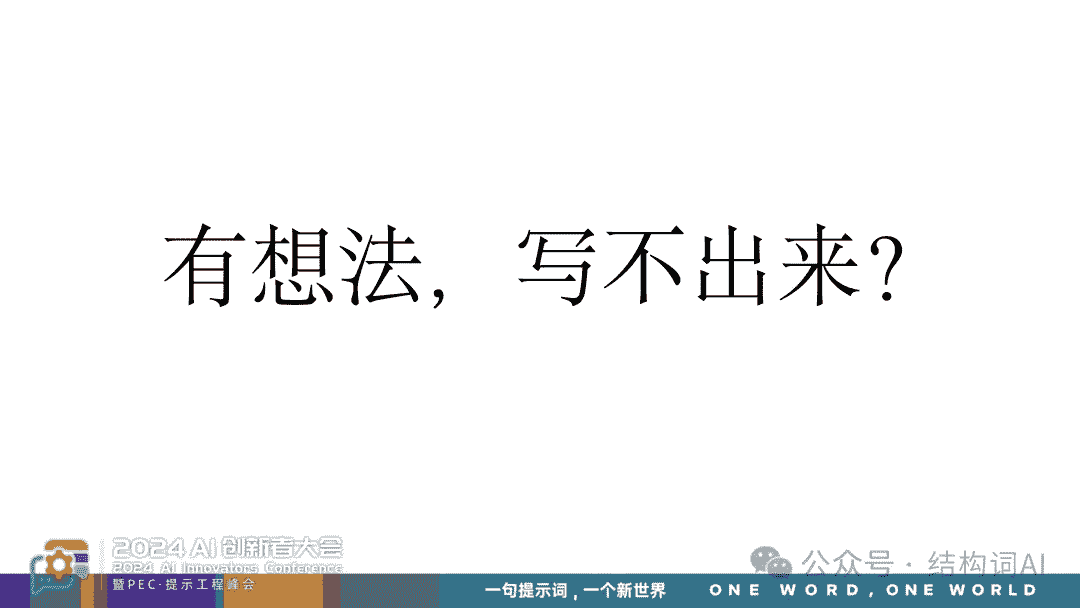 有想法，写不出来?
2024 AI 创新者大会
2024 AI Innovators Conference
暨PEC·提示工程峰会
一句提示词，一个新世界
ONE WORD, ONE WORLD
公众号·结构词AI